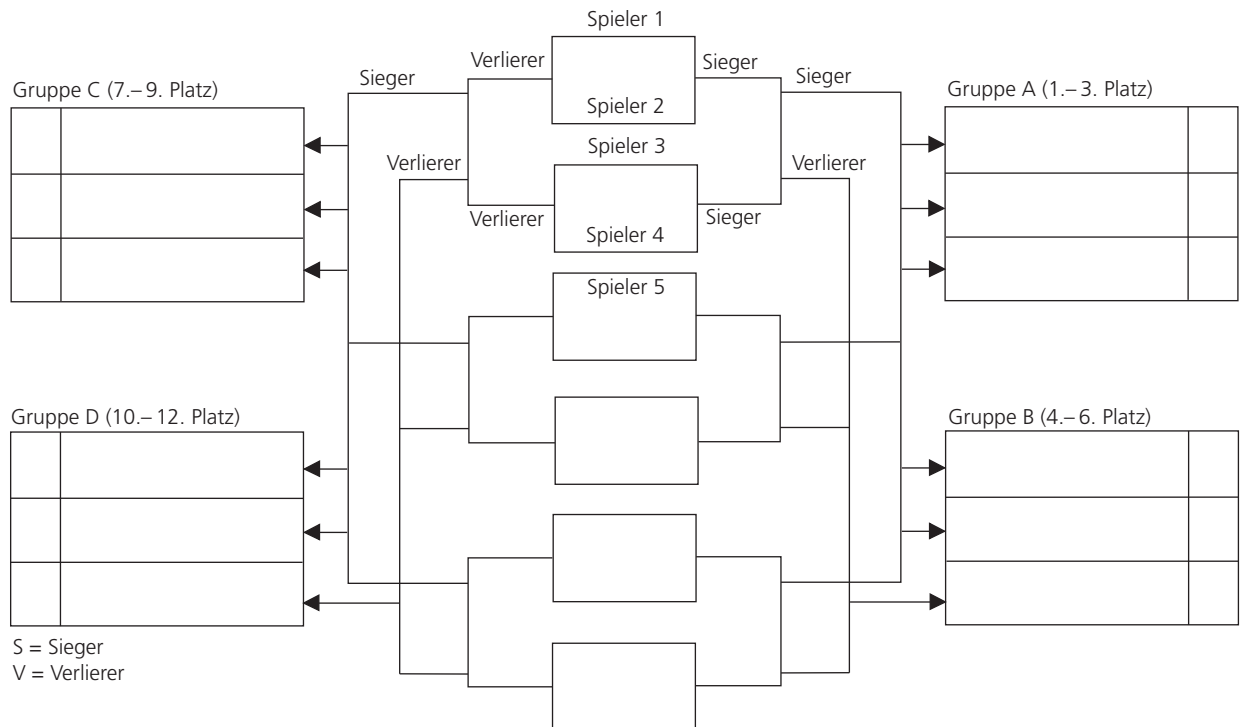 Spieler 1
Verlierer
Sieger
Sieger
Sieger
Gruppe C (7.– 9. Platz)
Gruppe A (1.– 3. Platz)
Spieler 2
Spieler 3
Verlierer
Verlierer
Verlierer
Sieger
Spieler 4
Spieler 5
Gruppe D (10.– 12. Platz)
Gruppe B (4.– 6. Platz)
S = Sieger
V = Verlierer